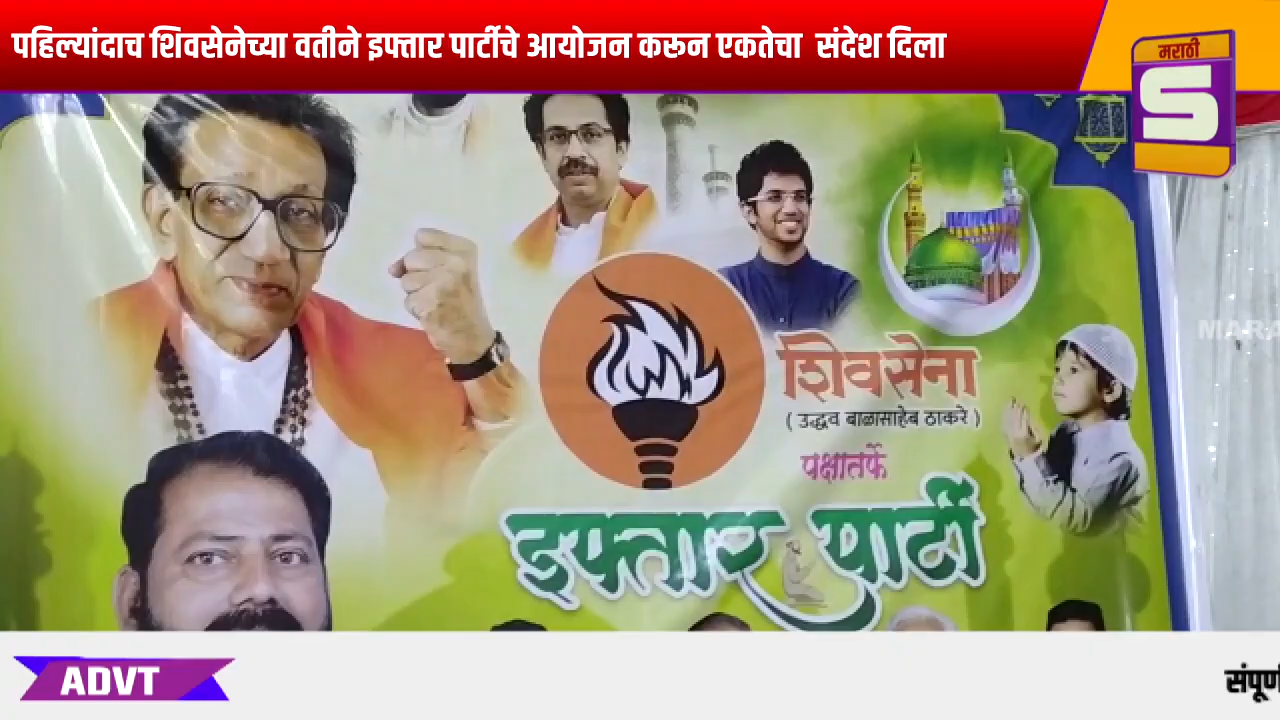 पहिल्यांदाच शिवसेनेच्या वतीने इफ्तार पार्टीचे आयोजन करून एकतेचा संदेश दिला
मराठी
S
शिवसेना
( उद्धव बाळासाहेब ठाकरे )
पक्षातर्फे
इफ्तार पार्टी
ADVT